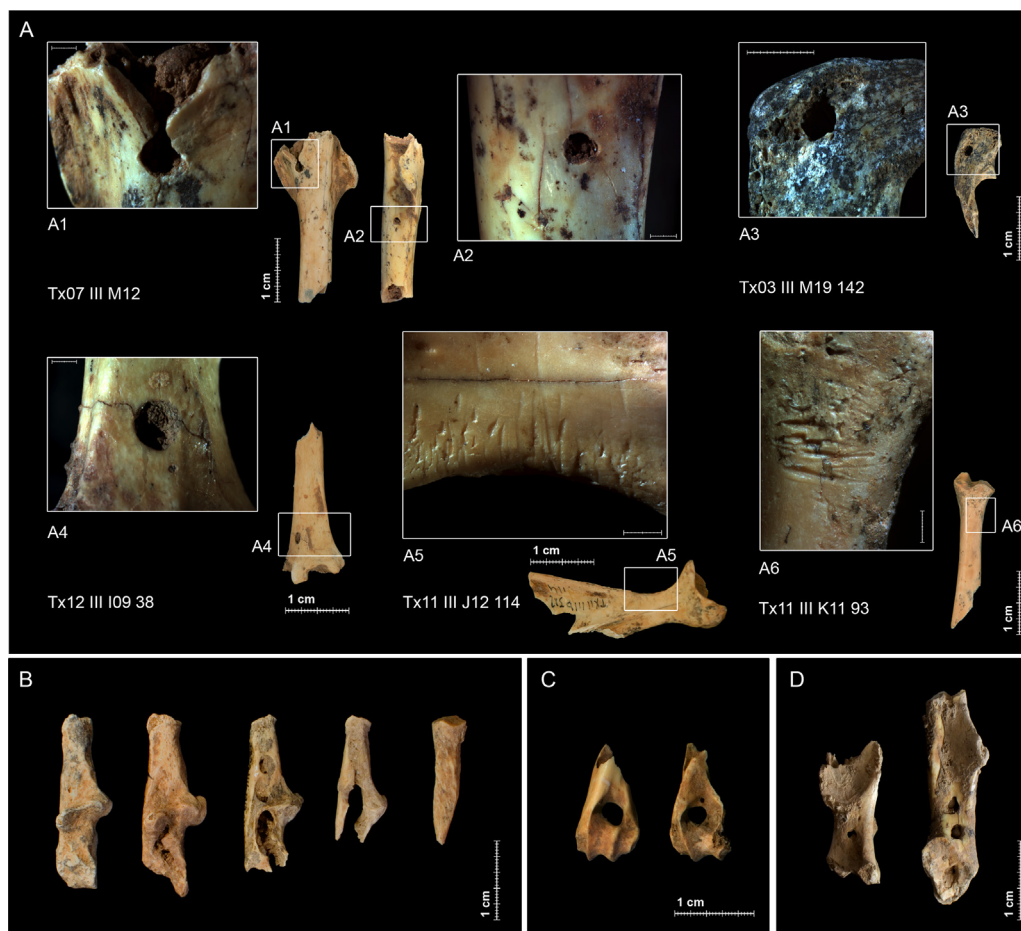 A
A1
A1
A2
A2
A3
A3
1 cm
1 cm
Tx07 III M12
Tx03 III M19 142
A4
A4
1 cm
A5
A5
1 cm
A6
A6
1 cm
Tx12 III I09 38
Tx11 III J12 114
Tx11 III K11 93
B
C
D
1 cm
1 cm
1 cm